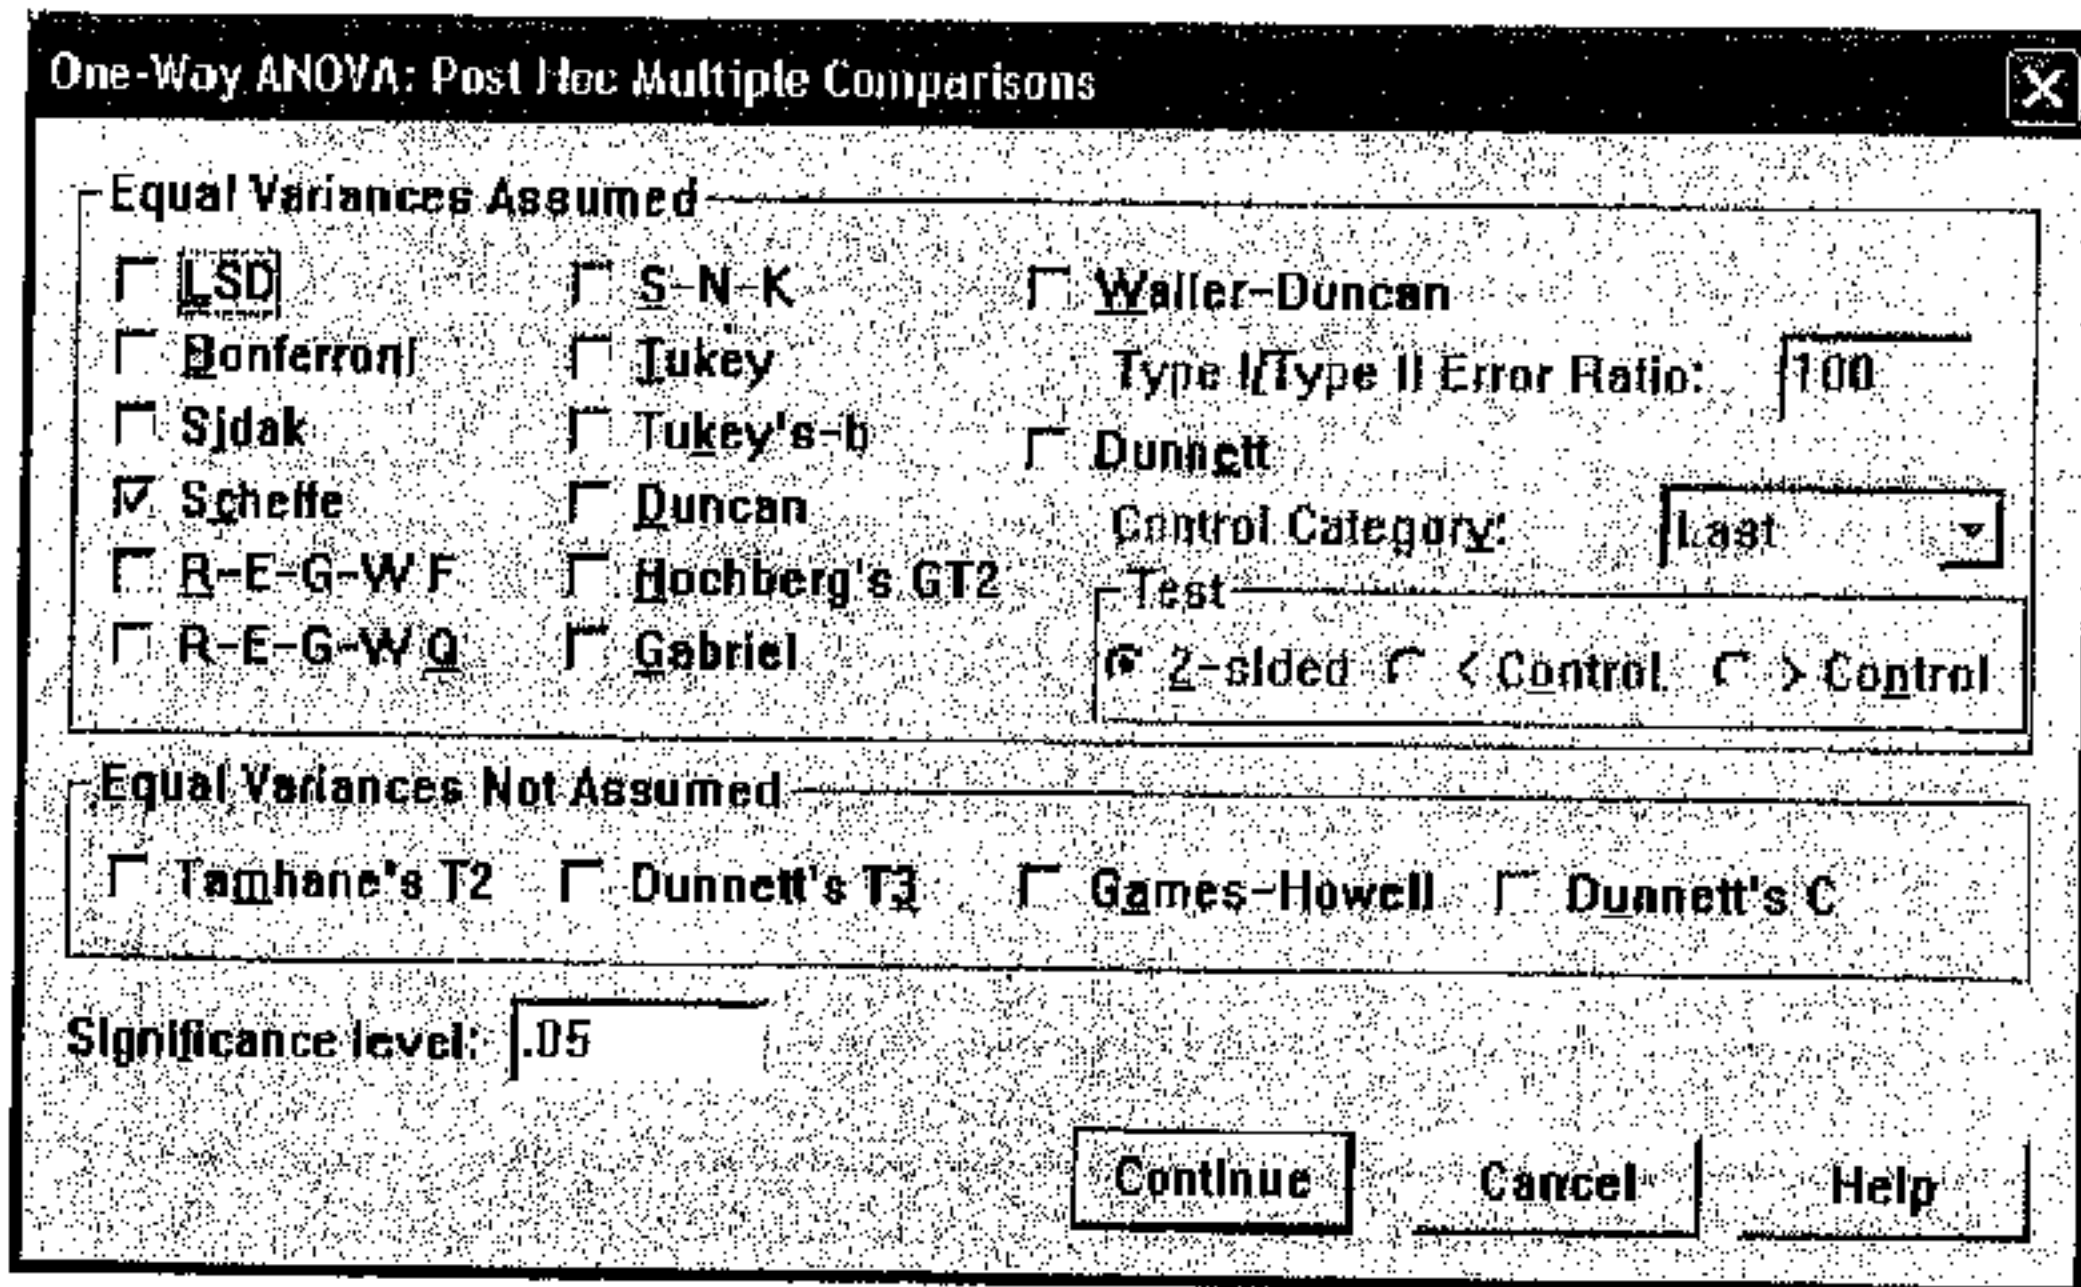 One-Way ANOVA: Post Hoc Multiple Comparisons
Equal Variances Assumed
LSD S-N-K Waller-Duncan
Bonferroni Tukey Type I/Type II Error Ratio: 100
Sidak Tukey's-b Dunnett
Scheffe Duncan Control Category: Last
R-E-G-W F Hochberg's GT2 Test
R-E-G-W Q Gabriel 2-sided < Control > Control
Equal Variances Not Assumed
Tamhane's T2 Dunnett's T3 Games-Howell Dunnett's C
Significance level: .05
Continue Cancel Help